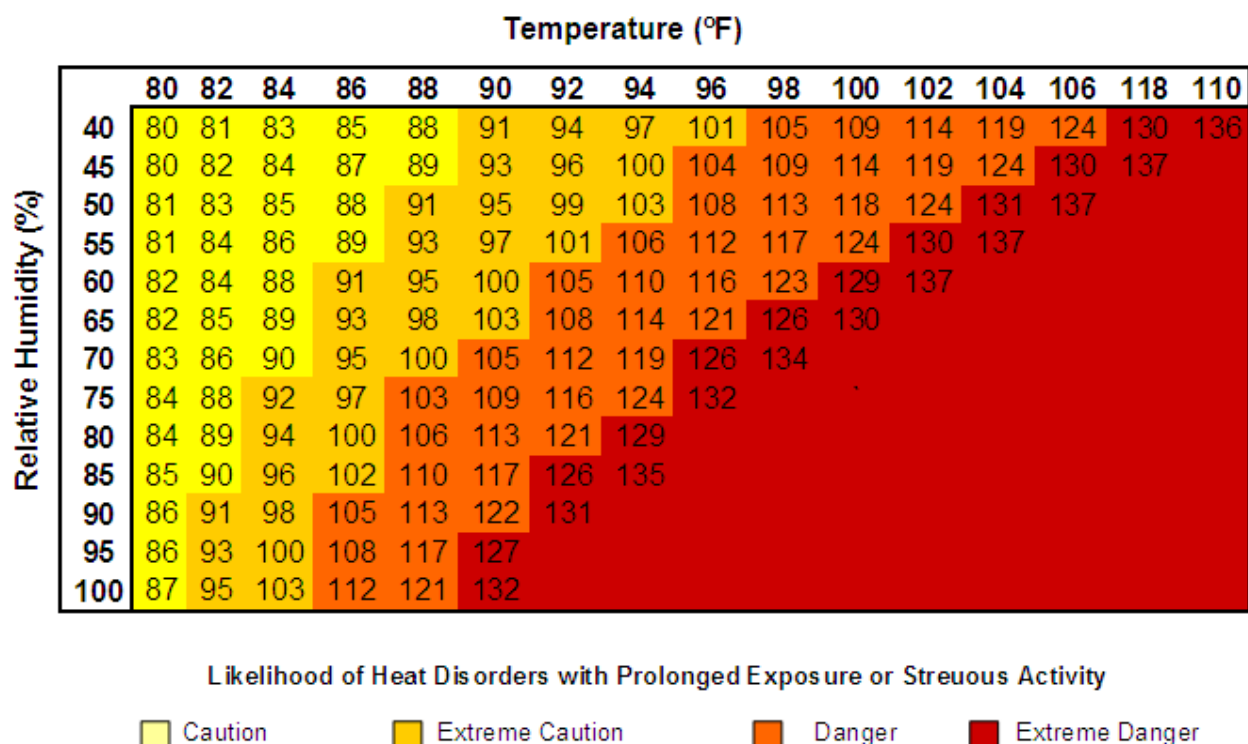 Temperature (ºF)
80 82 84 86 88 90 92 94 96 98 100 102 104 106 118 110
Relative Humidity (%)
40 80 81 83 85 88 91 94 97 101 105 109 114 119 124 130 136
45 80 82 84 87 89 93 96 100 104 109 114 119 124 130 137
50 81 83 85 88 91 95 99 103 108 113 118 124 131 137
55 81 84 86 89 93 97 101 106 112 117 124 130 137
60 82 84 88 91 95 100 105 110 116 123 129 137
65 82 85 89 93 98 103 108 114 121 126 130
70 83 86 90 95 100 105 112 119 126 134
75 84 88 92 97 103 109 116 124 132
80 84 89 94 100 106 113 121 129
85 85 90 96 102 110 117 126 135
90 86 91 98 105 113 122 131
95 86 93 100 108 117 127
100 87 95 103 112 121 132
Likelihood of Heat Disorders with Prolonged Exposure or Streuous Activity
Caution Extreme Caution Danger Extreme Danger